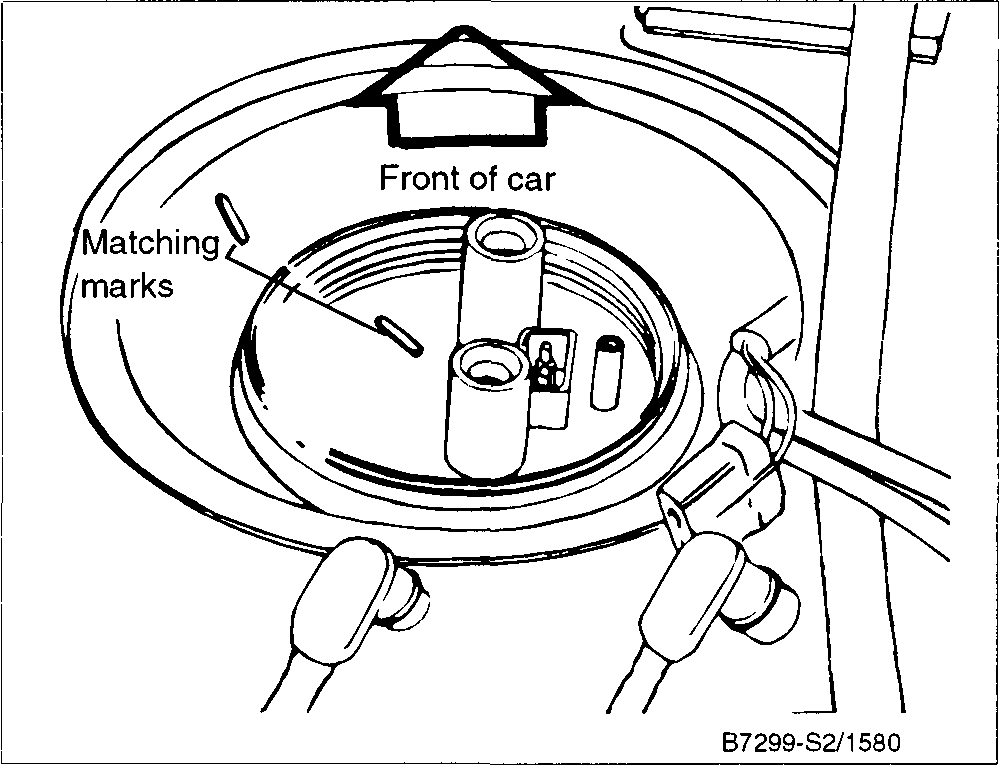 Front of car
Matching
marks
B7299-S2/1580